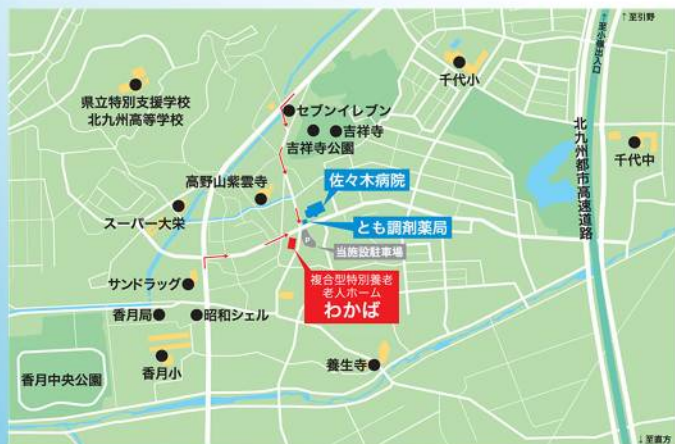 ↑至引野
↑至小嶺出入口
千代小
県立特別支援学校
北九州高等学校
セブンイレブン
吉祥寺
吉祥寺公園
北九州都市高速道路
千代中
高野山紫雲寺
佐々木病院
スーパー大栄
とも調剤薬局
P
当施設駐車場
サンドラッグ
複合型特別養老
老人ホーム
わかば
香月局
昭和シェル
香月中央公園
香月小
養生寺
↓至直方